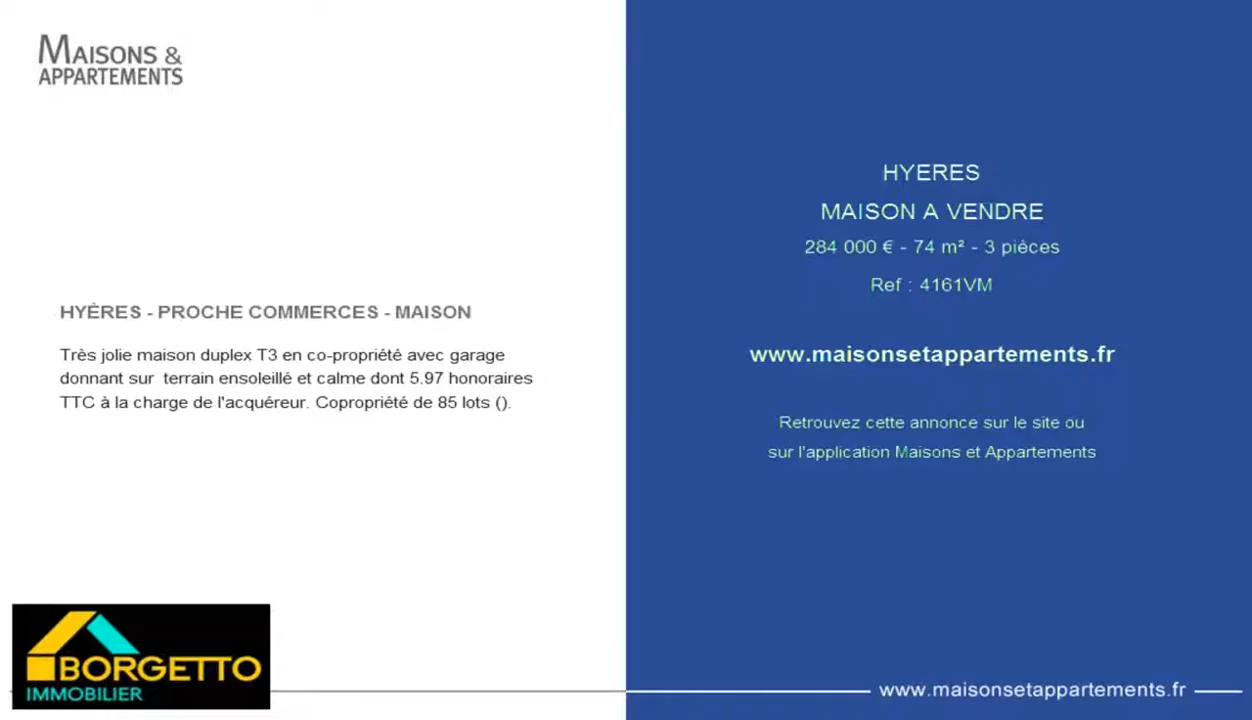 MAISONS &
APPARTEMENTS
HYÈRES - PROCHE COMMERCES - MAISON
Très jolie maison duplex T3 en co-propriété avec garage
donnant sur  terrain ensoleillé et calme dont 5.97 honoraires
TTC à la charge de l'acquéreur. Copropriété de 85 lots ().
BORGETTO
IMMOBILIER
HYERES
MAISON A VENDRE
284 000 € - 74 m² - 3 pièces
Ref : 4161VM
www.maisonsetappartements.fr
Retrouvez cette annonce sur le site ou
sur l'application Maisons et Appartements
www.maisonsetappartements.fr